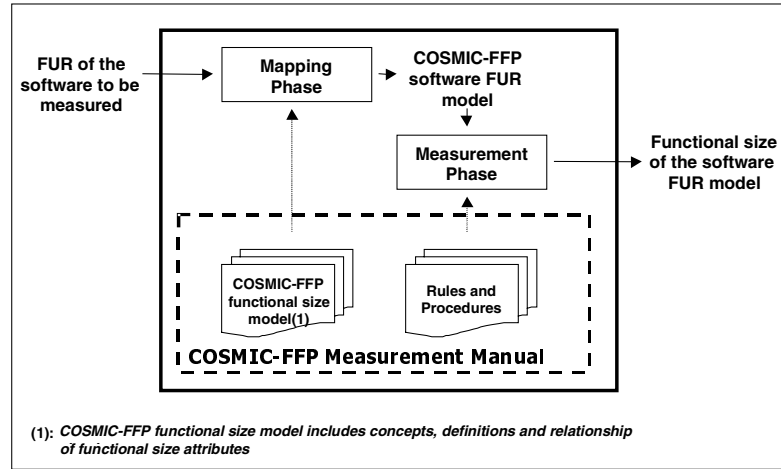 FUR of the
software to be
measured
Mapping
Phase
COSMIC-FFP
software FUR
model
Measurement
Phase
Functional size
of the software
FUR model
COSMIC-FFP
functional size
model(1)
Rules and
Procedures
COSMIC-FFP Measurement Manual
(1): COSMIC-FFP functional size model includes concepts, definitions and relationship
of functional size attributes